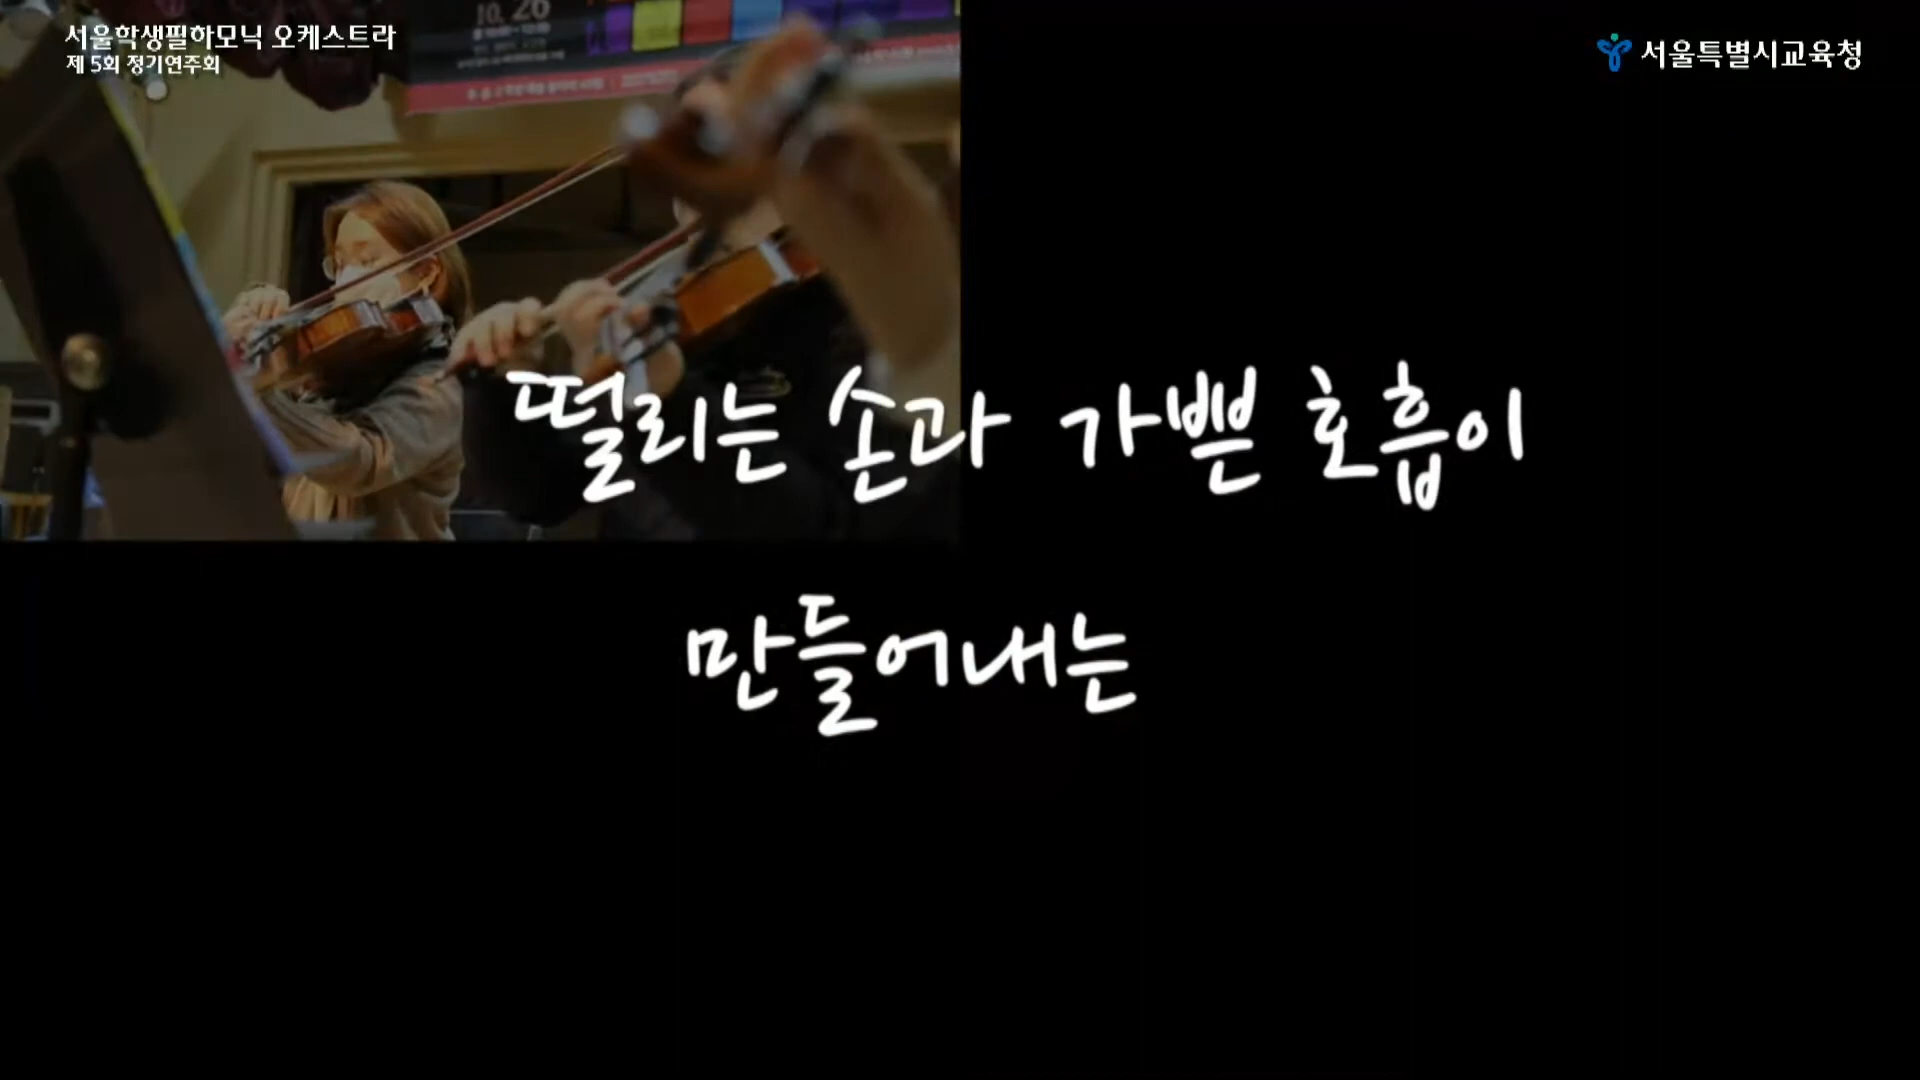 서울학생필하모닉 오케스트라
제 5회 정기연주회
서울특별시교육청
10. 26
떨리는 손과 가쁜 호흡이
만들어내는